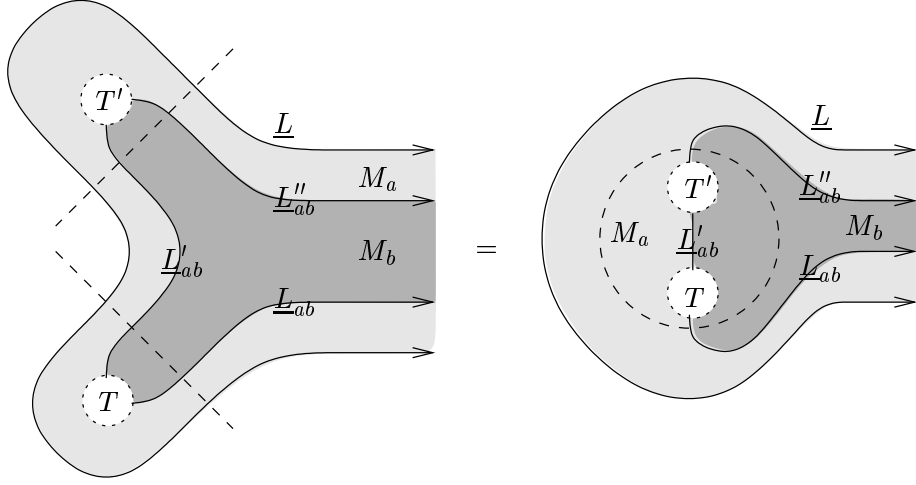 T′
L
M_a
L″_ab
L′_ab
M_b
L_ab
T
=
L
T′
L″_ab
M_a
L′_ab
M_b
L_ab
T